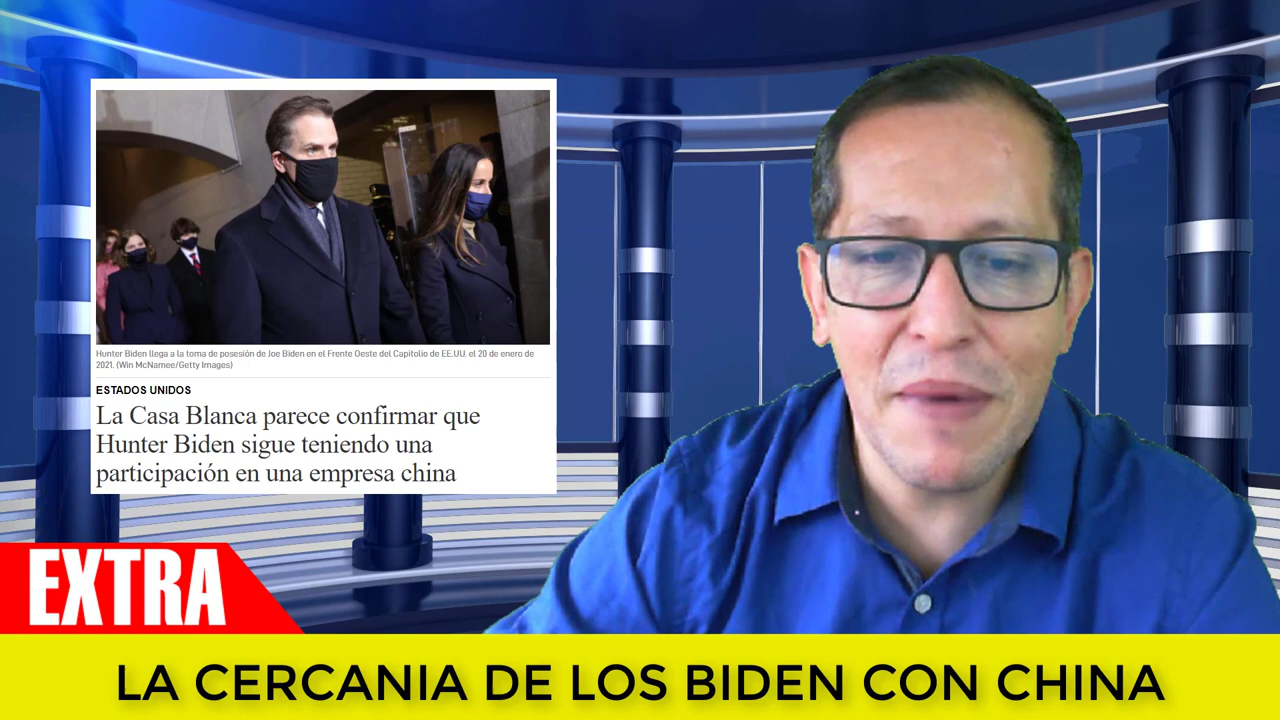 Hunter Biden llega a la toma de posesión de Joe Biden en el Frente Oeste del Capitolio de EE.UU. el 20 de enero de
2021. (Win McNamee/Getty Images)
ESTADOS UNIDOS
La Casa Blanca parece confirmar que
Hunter Biden sigue teniendo una
participación en una empresa china
EXTRA
LA CERCANIA DE LOS BIDEN CON CHINA